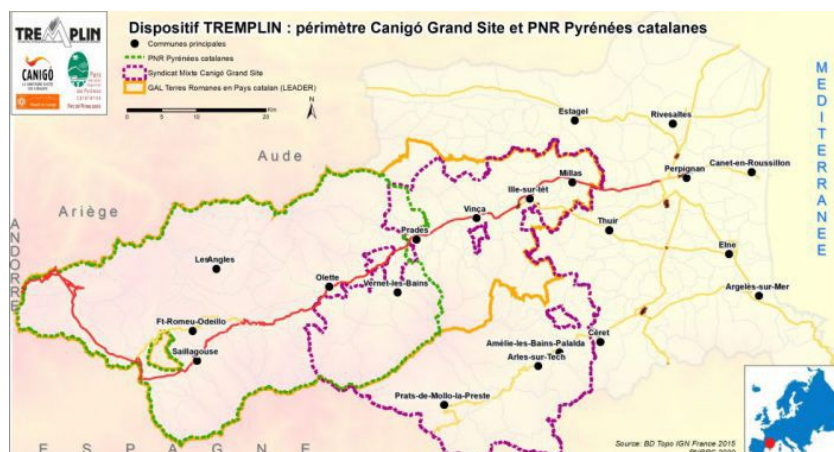 TREMPLIN
CANIGÓ
Parc
Dispositif TREMPLIN : périmètre Canigó Grand Site et PNR Pyrénées catalanes
Communes principales
PNR Pyrénées catalanes
Syndicat Mixte Canigó Grand Site
GAL Terres Romanes en Pays catalan (LEADER)
0 5 10 20 Km
N
MEDITERRANEE
Estagel
Rivesaltes
Aude
Canet-en-Roussillon
Perpignan
Millas
Ille-sur-têt
Ariège
Vinça
Thuir
Prades
Elne
ANDORRE
Les Angles
Olette
Vernet-les-Bains
Argelès-sur-Mer
Ft-Romeu-Odeillo
Céret
Amélie-les-Bains-Palalda
Saillagouse
Arles-sur-Tech
Prats-de-Mollo-la-Preste
ESPAGNE
Source: BD Topo IGN France 2015